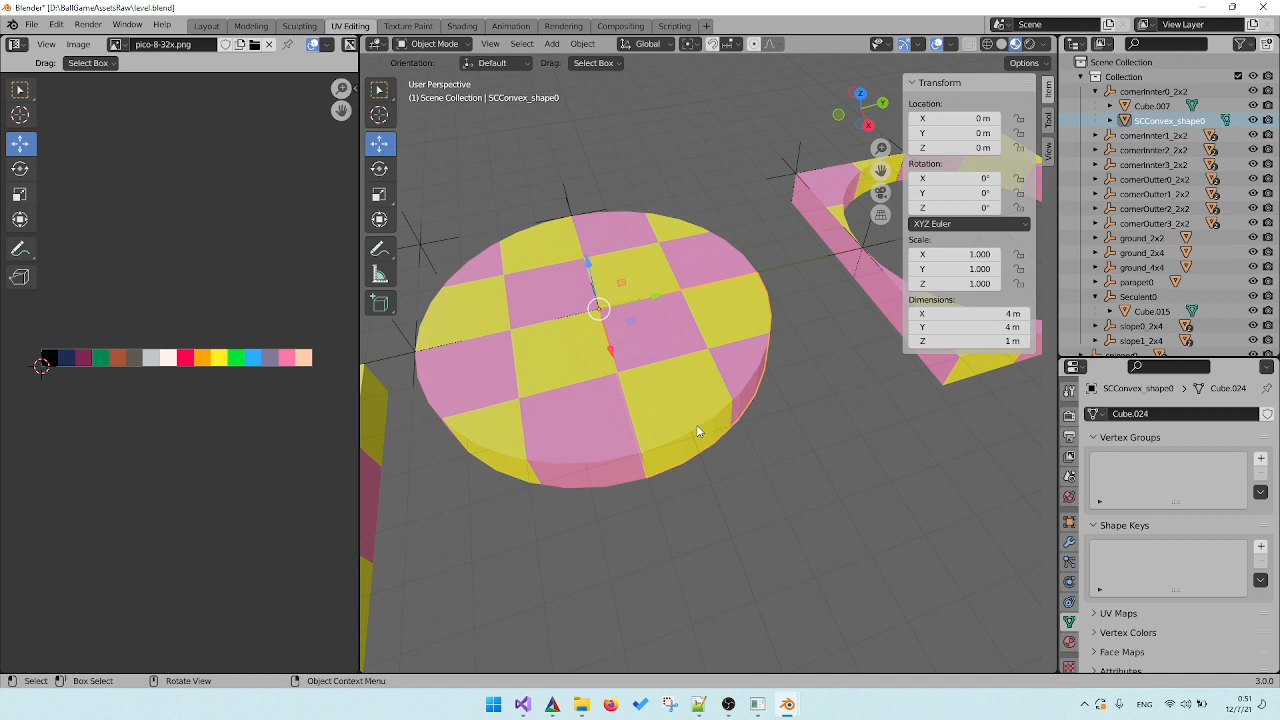 Blender* [D:\BallGameAssetsRaw\level.blend]
File Edit Render Window Help Layout Modeling Sculpting UV Editing Texture Paint Shading Animation Rendering Compositing Scripting + Scene View Layer
View Image pico-8-32x.png Object Mode View Select Add Object Global
Drag: Select Box Orientation: Default Drag: Select Box Options
User Perspective
(1) Scene Collection | SCConvex_shape0
Transform
Location:
X 0 m
Y 0 m
Z 0 m
Rotation:
X 0°
Y 0°
Z 0°
XYZ Euler
Scale:
X 1.000
Y 1.000
Z 1.000
Dimensions:
X 4 m
Y 4 m
Z 1 m
Item
Tool
View
Z
Y
X
Scene Collection
Collection
cornerInnter0_2x2
Cube.007
SCConvex_shape0
cornerInnter1_2x2
cornerInnter2_2x2
cornerInnter3_2x2
cornerOutter0_2x2
cornerOutter1_2x2
cornerOutter2_2x2
cornerOutter3_2x2
ground_2x2
ground_2x4
ground_4x4
parapet0
Seculent0
Cube.015
slope0_2x4
slope1_2x4
SCConvex_shape0 > Cube.024
Cube.024
Vertex Groups
Shape Keys
UV Maps
Vertex Colors
Face Maps
Attributes
Select Box Select Rotate View Object Context Menu 3.0.0
ENG 0:51
12/7/21